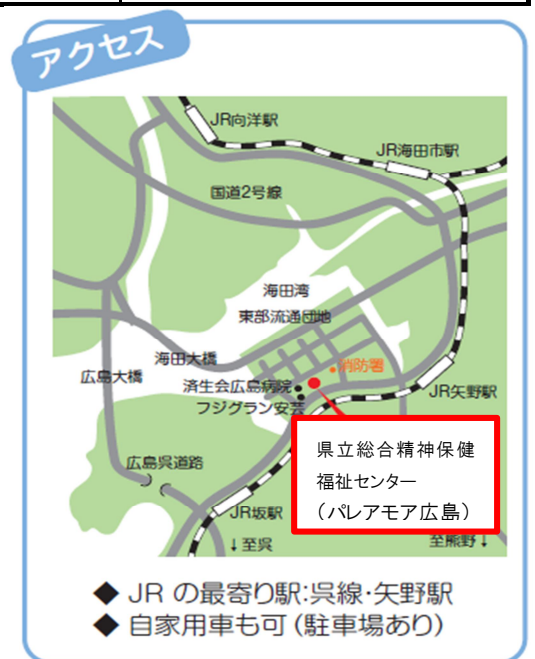 アクセス
JR向洋駅
JR海田市駅
国道2号線
海田湾
東部流通団地
海田大橋
広島大橋
消防署
済生会広島病院
フジグラン安芸
JR矢野駅
県立総合精神保健
福祉センター
(パレアモア広島)
広島呉道路
JR坂駅
↓至呉
至熊野↓
◆ JR の最寄り駅:呉線・矢野駅
◆ 自家用車も可(駐車場あり)